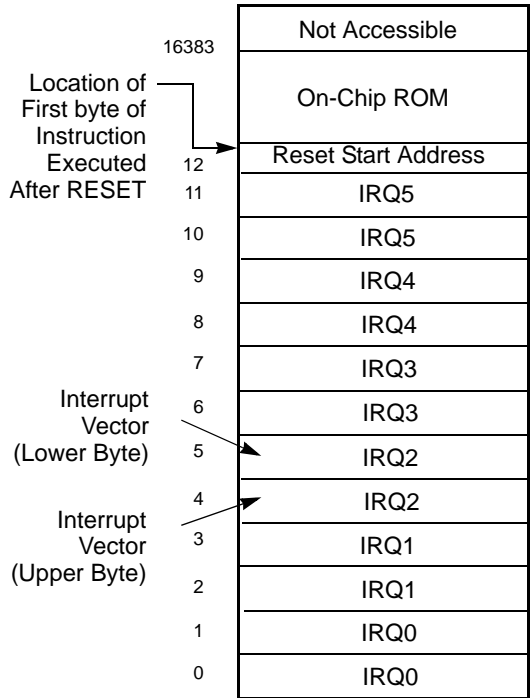 Not Accessible
16383
Location of
First byte of
Instruction
Executed
After RESET
On-Chip ROM
12
Reset Start Address
11
IRQ5
10
IRQ5
9
IRQ4
8
IRQ4
7
IRQ3
6
IRQ3
Interrupt
Vector
(Lower Byte)
5
IRQ2
4
IRQ2
Interrupt
Vector
(Upper Byte)
3
IRQ1
2
IRQ1
1
IRQ0
0
IRQ0